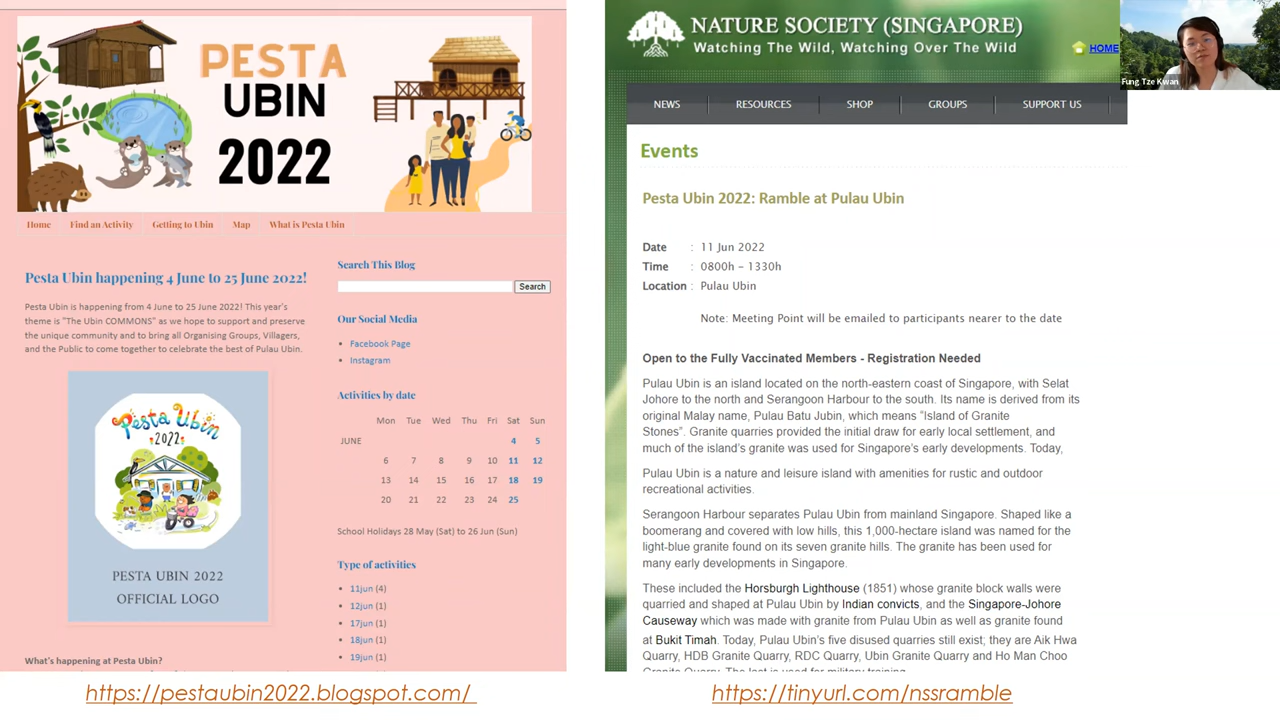 PESTA
UBIN
2022
Home Find an Activity Getting to Ubin Map What is Pesta Ubin
Pesta Ubin happening 4 June to 25 June 2022!
Pesta Ubin is happening from 4 June to 25 June 2022! This year's
theme is "The Ubin COMMONS" as we hope to support and preserve
the unique community and to bring all Organising Groups, Villagers,
and the Public to come together to celebrate the best of Pulau Ubin.
Pesta Ubin
2022
PESTA UBIN 2022
OFFICIAL LOGO
What's happening at Pesta Ubin?
Search This Blog
Search
Our Social Media
Facebook Page
Instagram
Activities by date
Mon Tue Wed Thu Fri Sat Sun
JUNE 4 5
6 7 8 9 10 11 12
13 14 15 16 17 18 19
20 21 22 23 24 25
School Holidays 28 May (Sat) to 26 Jun (Sun)
Type of activities
11jun (4)
12jun (1)
17jun (1)
18jun (1)
19jun (1)
https://pestaubin2022.blogspot.com/
NATURE SOCIETY (SINGAPORE)
Watching The Wild, Watching Over The Wild
HOME
Fung Tze Kwan
NEWS RESOURCES SHOP GROUPS SUPPORT US
Events
Pesta Ubin 2022: Ramble at Pulau Ubin
Date : 11 Jun 2022
Time : 0800h – 1330h
Location : Pulau Ubin
Note: Meeting Point will be emailed to participants nearer to the date
Open to the Fully Vaccinated Members - Registration Needed
Pulau Ubin is an island located on the north-eastern coast of Singapore, with Selat
Johore to the north and Serangoon Harbour to the south. Its name is derived from its
original Malay name, Pulau Batu Jubin, which means "Island of Granite
Stones". Granite quarries provided the initial draw for early local settlement, and
much of the island's granite was used for Singapore's early developments. Today,
Pulau Ubin is a nature and leisure island with amenities for rustic and outdoor
recreational activities.
Serangoon Harbour separates Pulau Ubin from mainland Singapore. Shaped like a
boomerang and covered with low hills, this 1,000-hectare island was named for the
light-blue granite found on its seven granite hills. The granite has been used for
many early developments in Singapore.
These included the Horsburgh Lighthouse (1851) whose granite block walls were
quarried and shaped at Pulau Ubin by Indian convicts, and the Singapore-Johore
Causeway which was made with granite from Pulau Ubin as well as granite found
at Bukit Timah. Today, Pulau Ubin's five disused quarries still exist; they are Aik Hwa
Quarry, HDB Granite Quarry, RDC Quarry, Ubin Granite Quarry and Ho Man Choo
Granite Quarry. The last is used for military training.
https://tinyurl.com/nssramble